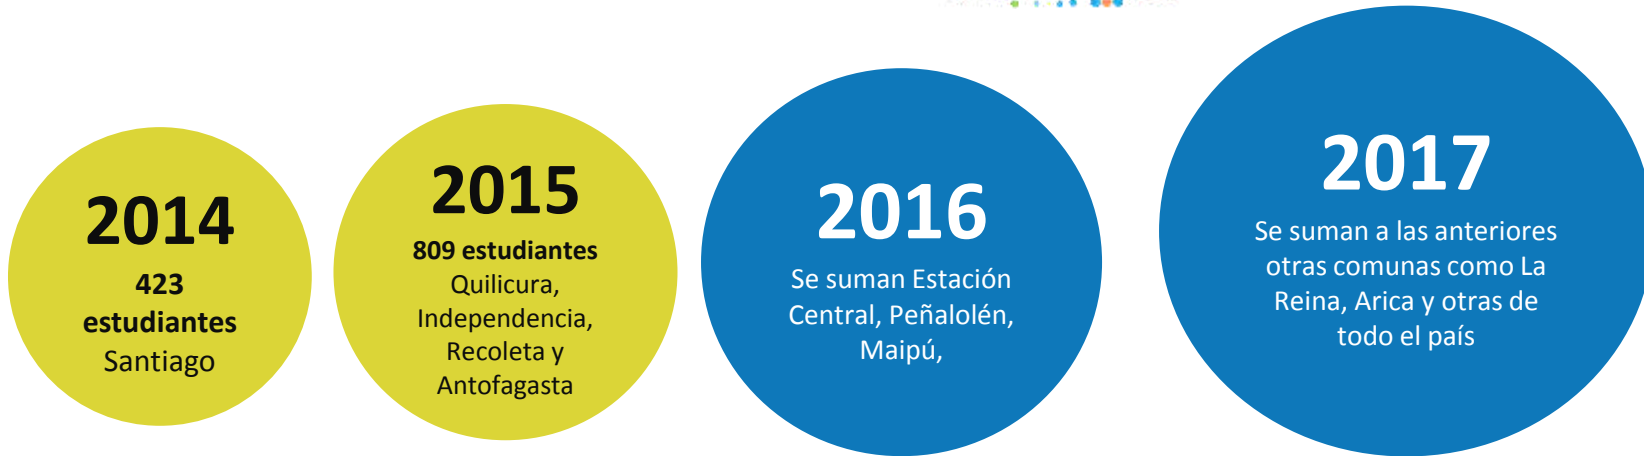 2014
423
estudiantes
Santiago
2015
809 estudiantes
Quilicura,
Independencia,
Recoleta y
Antofagasta
2016
Se suman Estación
Central, Peñalolén,
Maipú,
2017
Se suman a las anteriores
otras comunas como La
Reina, Arica y otras de
todo el país